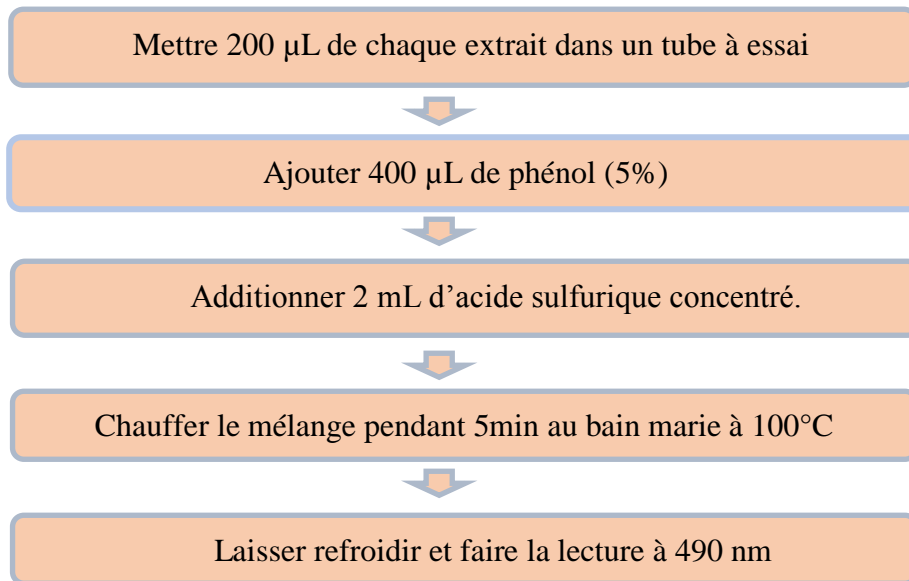 Mettre 200 µL de chaque extrait dans un tube à essai
Ajouter 400 µL de phénol (5%)
Additionner 2 mL d’acide sulfurique concentré.
Chauffer le mélange pendant 5min au bain marie à 100°C
Laisser refroidir et faire la lecture à 490 nm